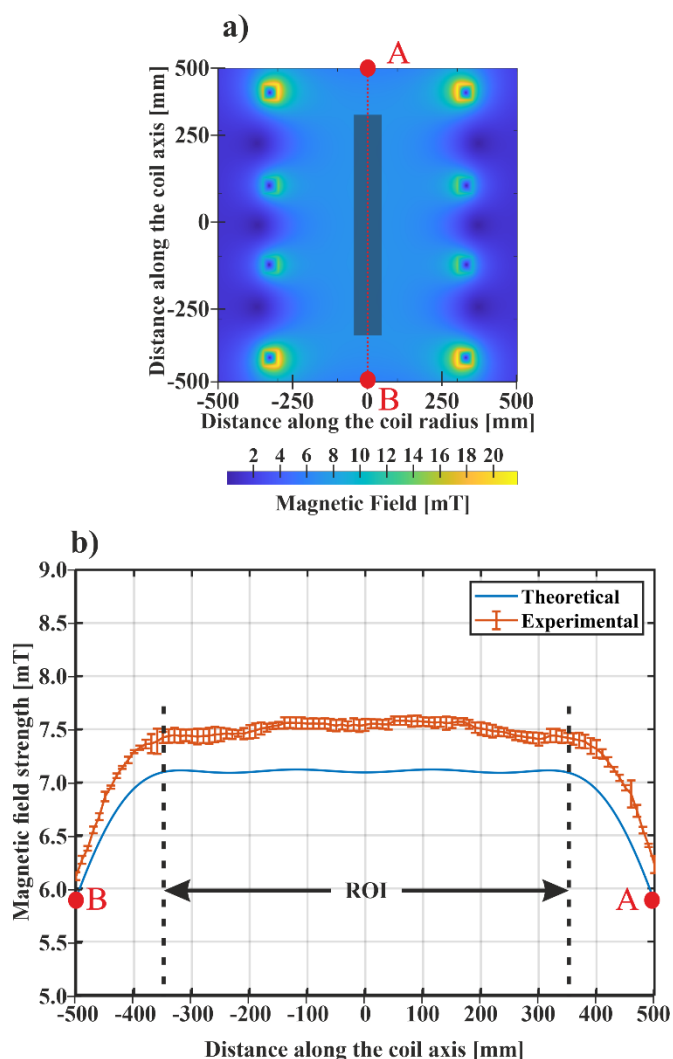 a)
A
500
250
0
-250
-500
Distance along the coil axis [mm]
B
-500 -250 0 250 500
Distance along the coil radius [mm]
2 4 6 8 10 12 14 16 18 20
Magnetic Field [mT]
b)
9.0
8.5
8.0
7.5
7.0
6.5
6.0
5.5
5.0
Magnetic field strength [mT]
Theoretical
Experimental
ROI
B
A
-500 -400 -300 -200 -100 0 100 200 300 400 500
Distance along the coil axis [mm]